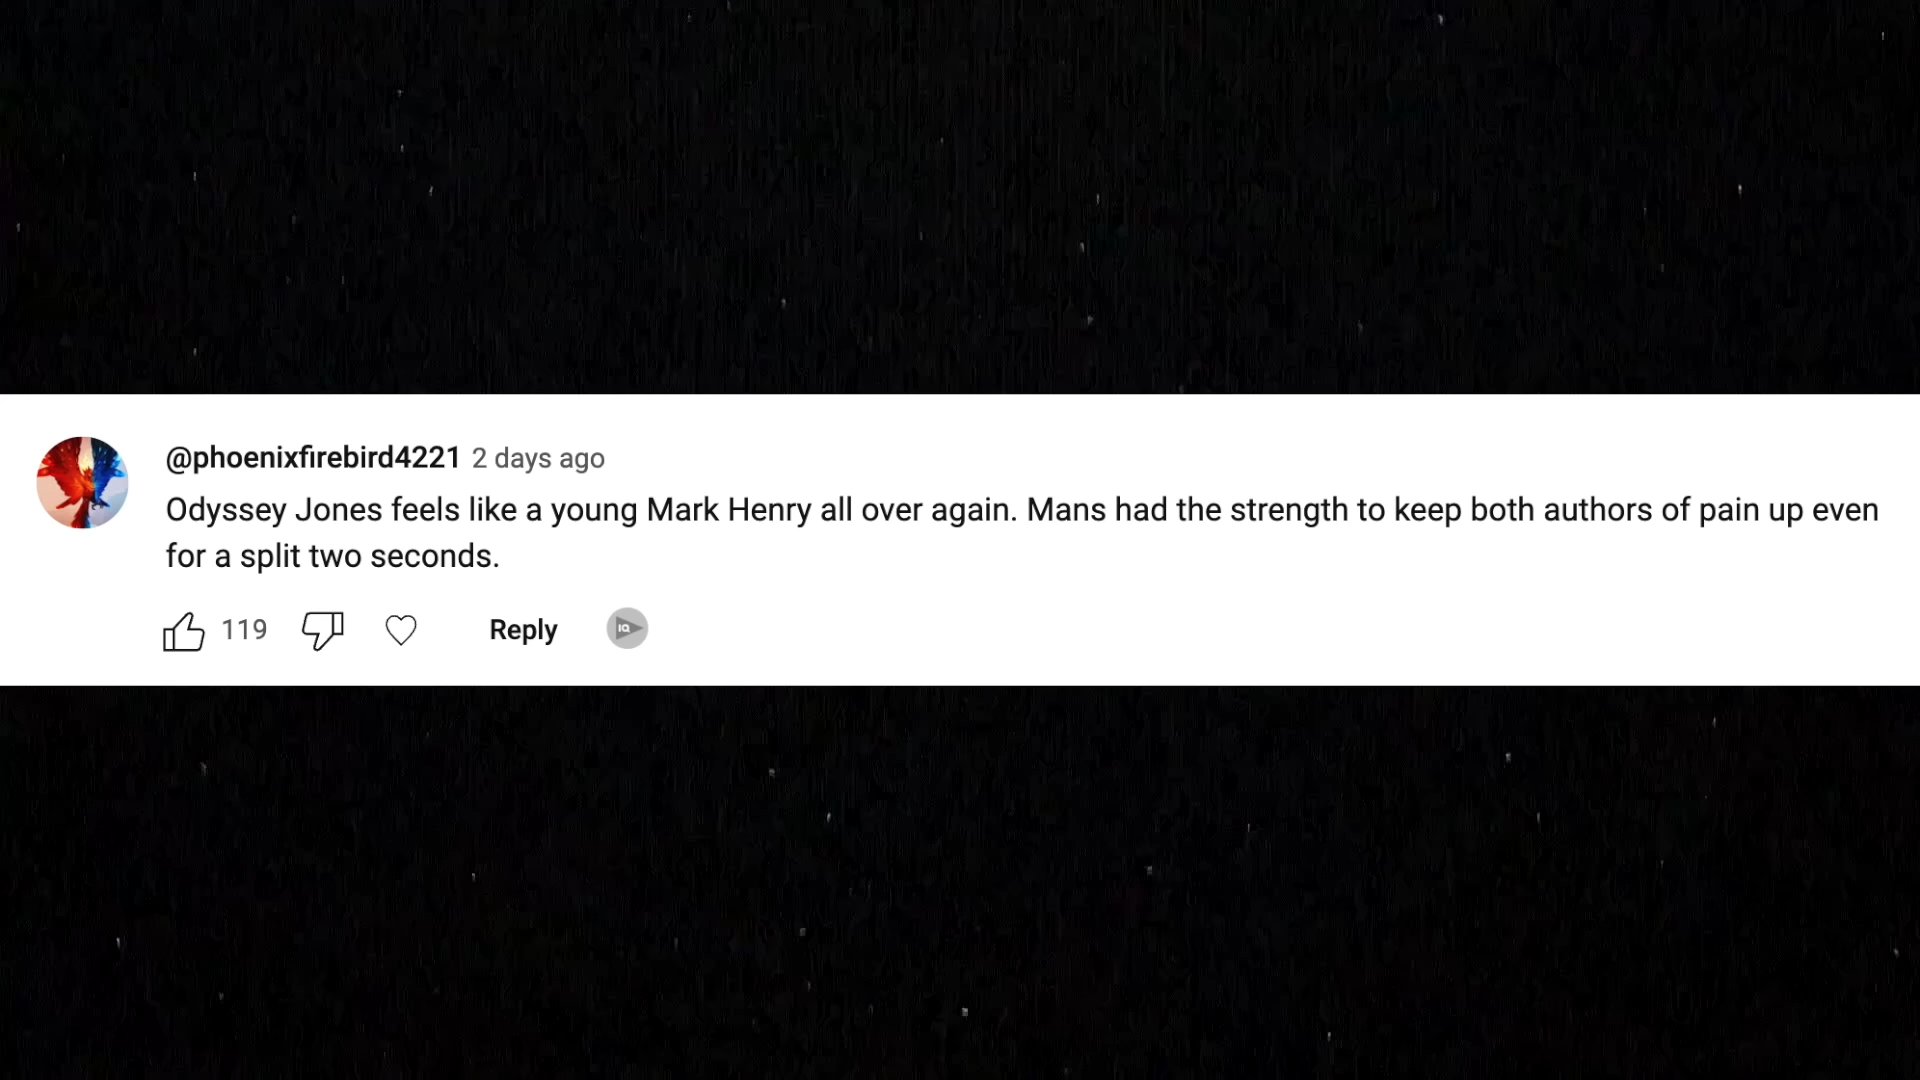 @phoenixfirebird4221 2 days ago
Odyssey Jones feels like a young Mark Henry all over again. Mans had the strength to keep both authors of pain up even
for a split two seconds.
119 Reply IQ